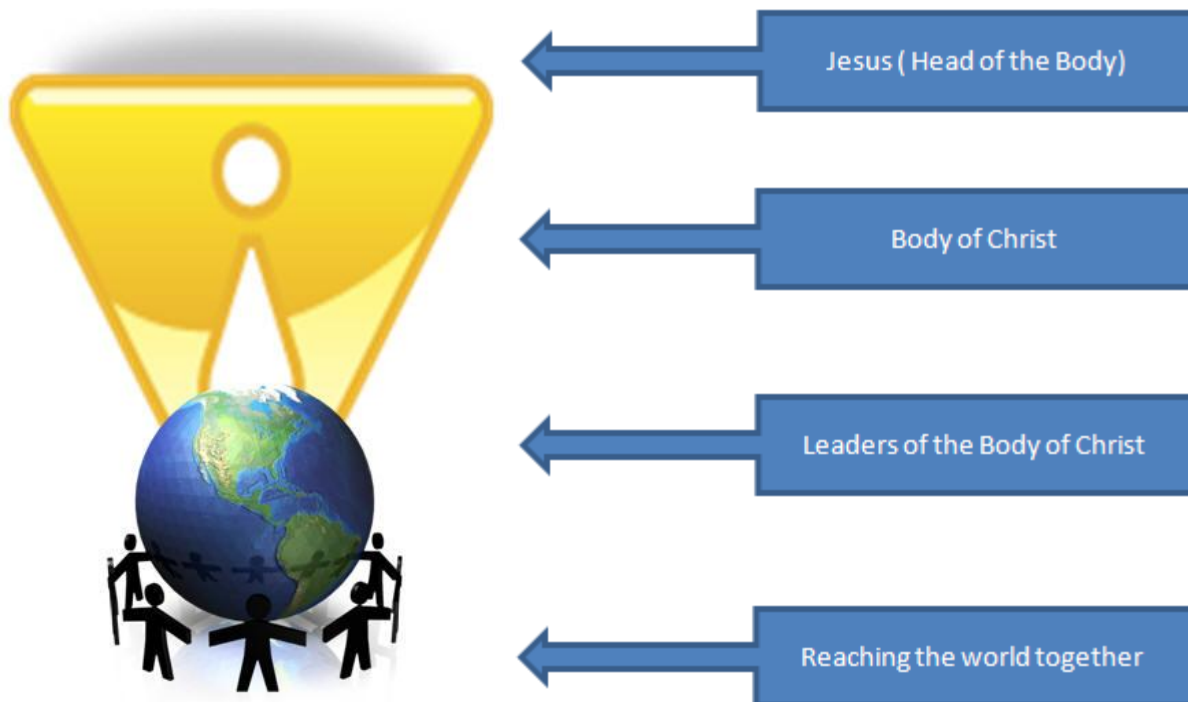 Jesus ( Head of the Body)
Body of Christ
Leaders of the Body of Christ
Reaching the world together